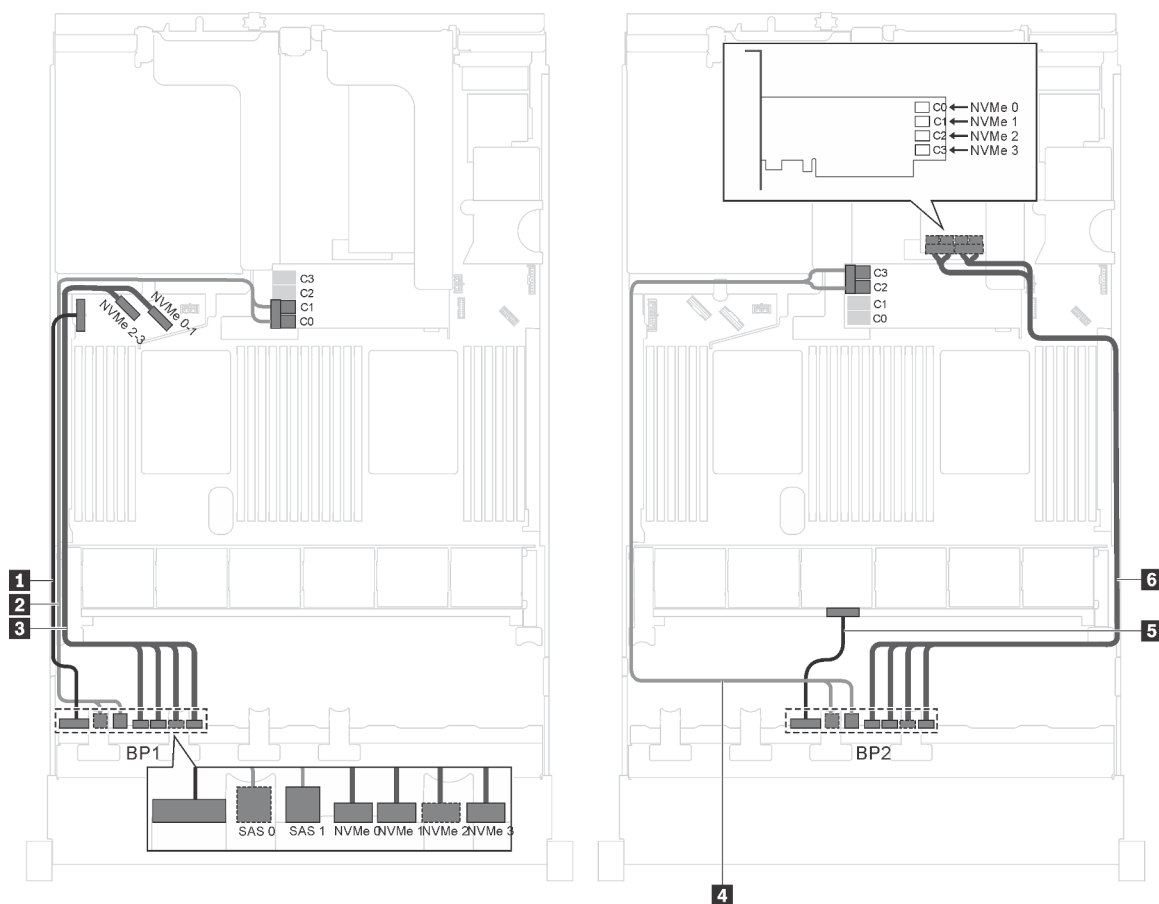 C0 NVMe 0
C1 NVMe 1
C2 NVMe 2
C3 NVMe 3
C3
C2
C1
C0
NVMe 2-3
NVMe 0-1
C3
C2
C1
C0
1
2
3
6
5
BP1
BP2
SAS 0
SAS 1
NVMe 0
NVMe 1
NVMe 2
NVMe 3
4